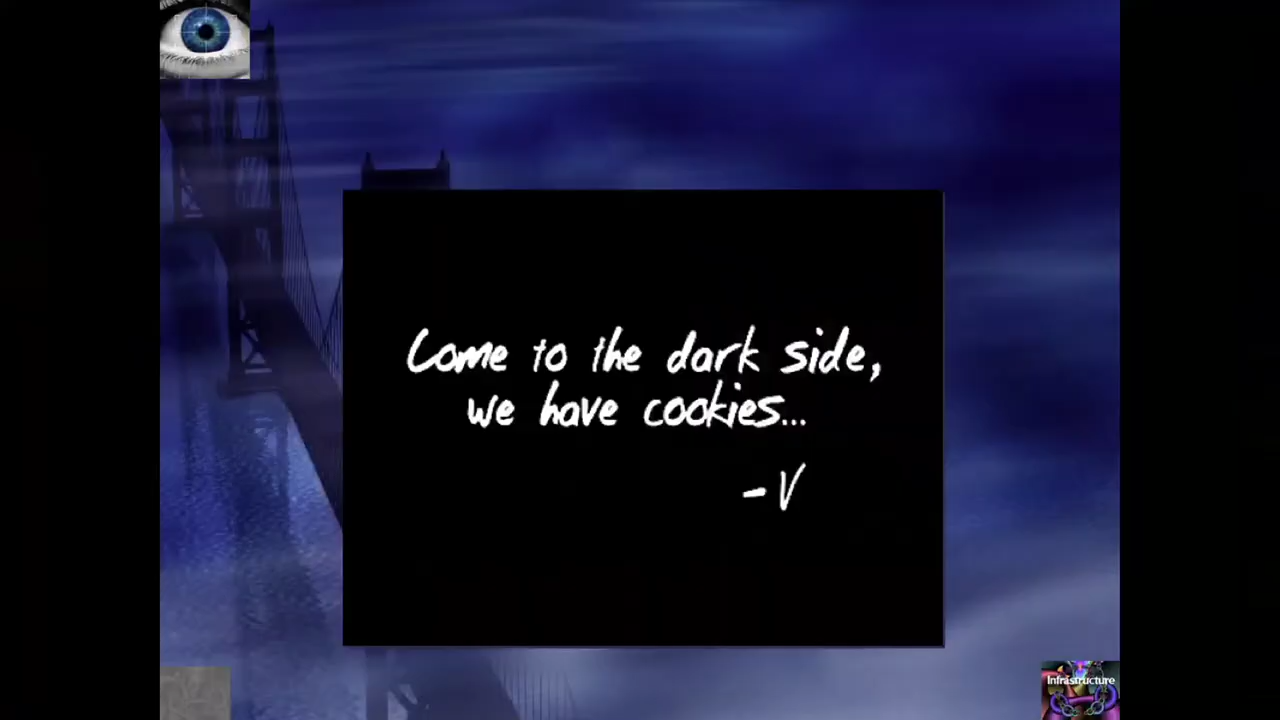 Come to the dark side,
we have cookies...
- V
Infrastructure